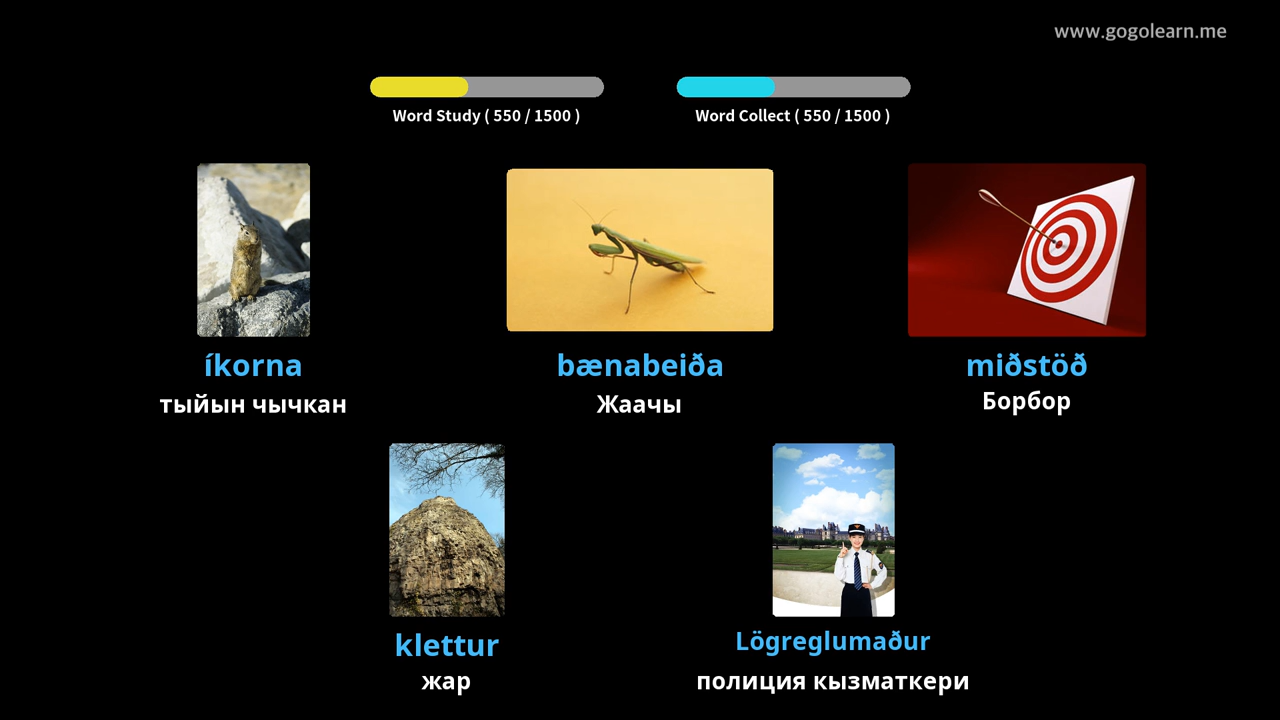 www.gogolearn.me
Word Study ( 550 / 1500 )
Word Collect ( 550 / 1500 )
íkorna
bænabeiða
miðstöð
тыйын чычкан
Жаачы
Борбор
klettur
Lögreglumaður
жар
полиция кызматкери